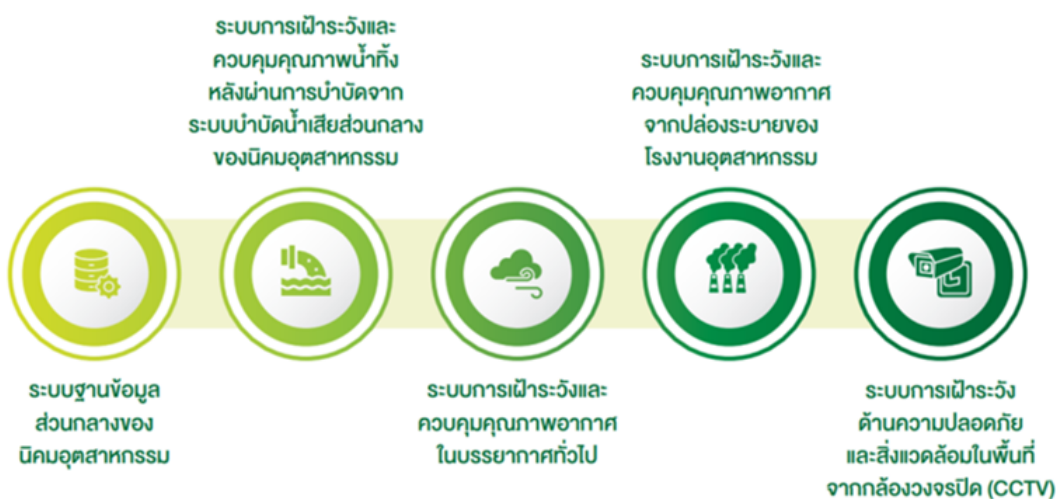 ระบบการเฝ้าระวังและ
ควบคุมคุณภาพน้ำทิ้ง
หลังผ่านการบำบัดจาก
ระบบบำบัดน้ำเสียส่วนกลาง
ของนิคมอุตสาหกรรม
ระบบการเฝ้าระวังและ
ควบคุมคุณภาพอากาศ
จากปล่องระบายของ
โรงงานอุตสาหกรรม
ระบบฐานข้อมูล
ส่วนกลางของ
นิคมอุตสาหกรรม
ระบบการเฝ้าระวังและ
ควบคุมคุณภาพอากาศ
ในบรรยากาศทั่วไป
ระบบการเฝ้าระวัง
ด้านความปลอดภัย
และสิ่งแวดล้อมในพื้นที่
จากกล้องวงจรปิด (CCTV)